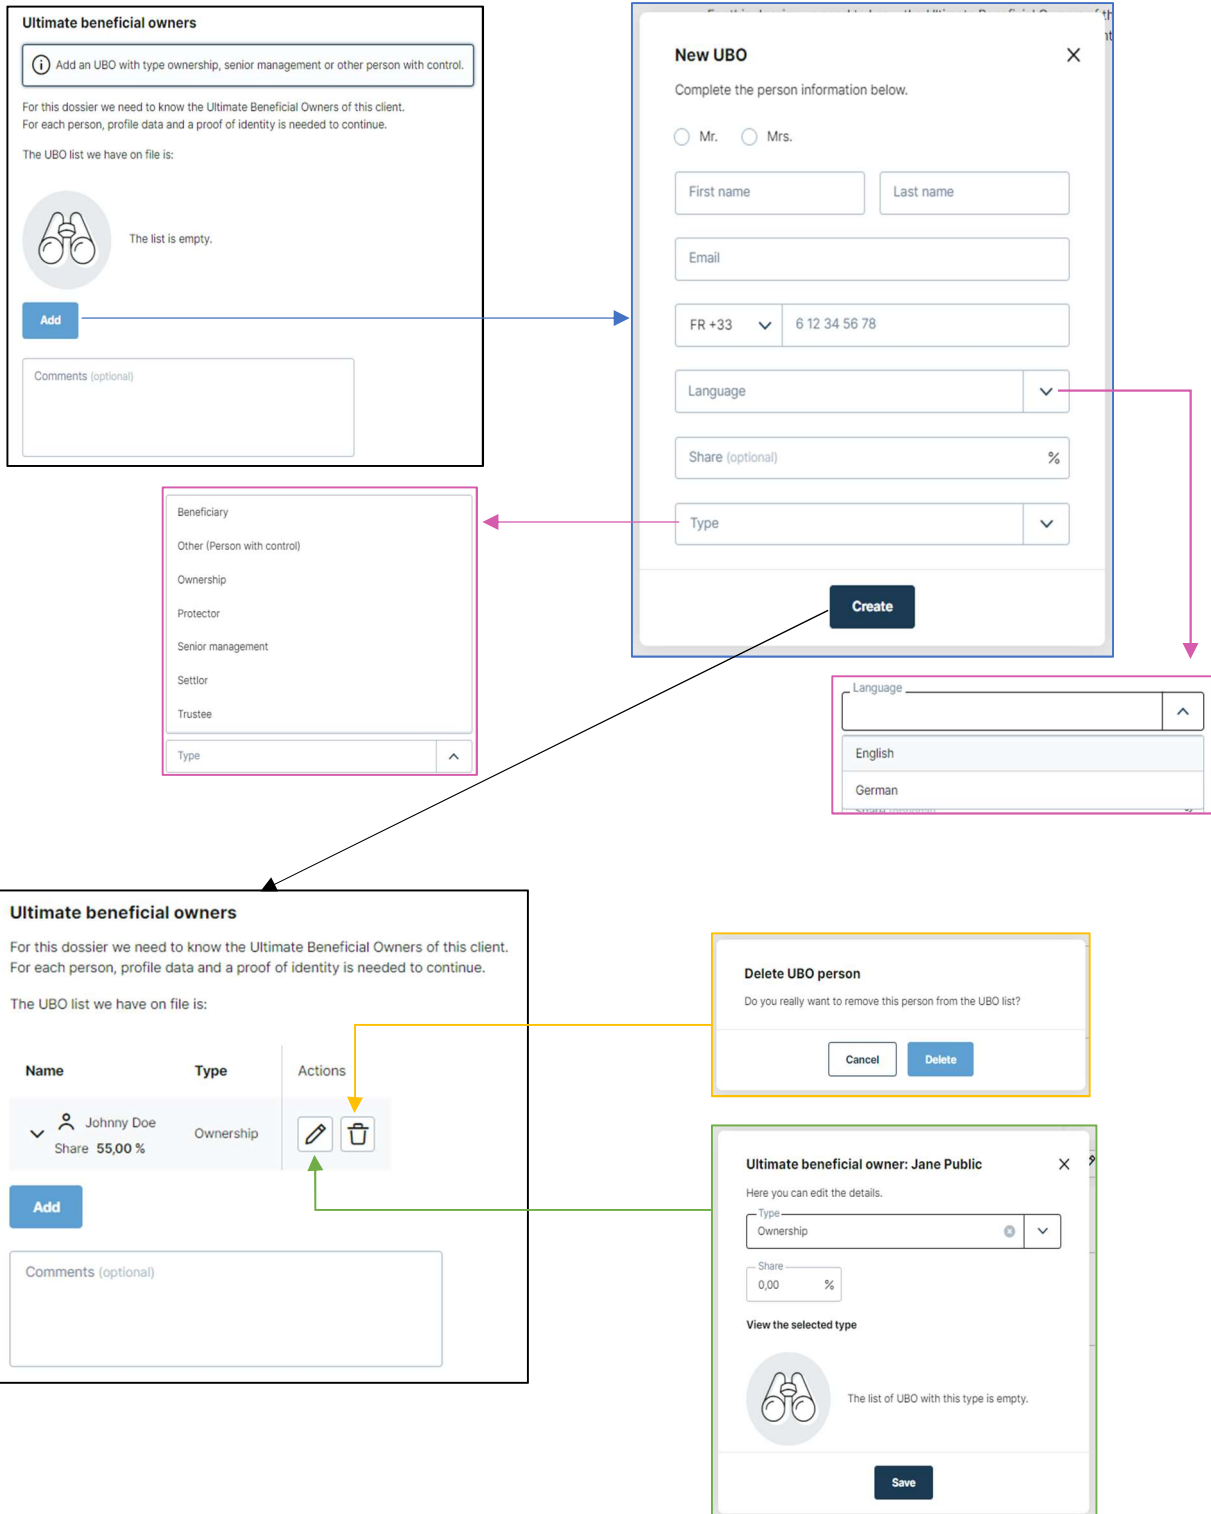 Ultimate beneficial owners
Add an UBO with type ownership, senior management or other person with control.
For this dossier we need to know the Ultimate Beneficial Owners of this client.
For each person, profile data and a proof of identity is needed to continue.
The UBO list we have on file is:
The list is empty.
Add
Comments (optional)
New UBO
Complete the person information below.
Mr. Mrs.
First name Last name
Email
FR +33 6 12 34 56 78
Language
Share (optional) %
Type
Create
Beneficiary
Other (Person with control)
Ownership
Protector
Senior management
Settlor
Trustee
Type
Language
English
German
Ultimate beneficial owners
For this dossier we need to know the Ultimate Beneficial Owners of this client.
For each person, profile data and a proof of identity is needed to continue.
The UBO list we have on file is:
Name Type Actions
Johnny Doe
Share 55,00 %
Ownership
Add
Comments (optional)
Delete UBO person
Do you really want to remove this person from the UBO list?
Cancel Delete
Ultimate beneficial owner: Jane Public
Here you can edit the details.
Type
Ownership
Share
0,00 %
View the selected type
The list of UBO with this type is empty.
Save